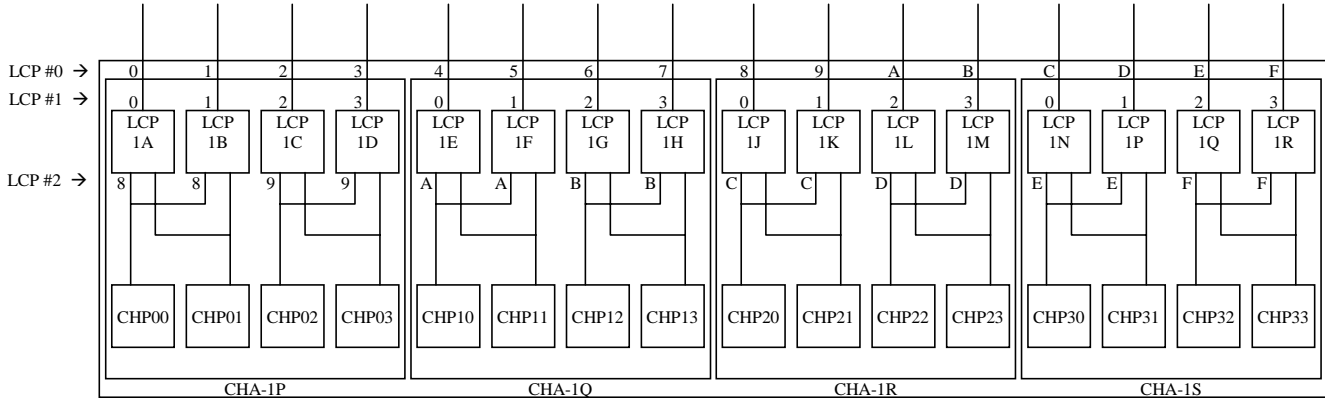 LCP #0 → 0 1 2 3 4 5 6 7 8 9 A B C D E F
LCP #1 → 0 1 2 3 0 1 2 3 0 1 2 3 0 1 2 3
LCP LCP LCP LCP LCP LCP LCP LCP LCP LCP LCP LCP LCP LCP LCP LCP
1A 1B 1C 1D 1E 1F 1G 1H 1J 1K 1L 1M 1N 1P 1Q 1R
LCP #2 → 8 8 9 9 A A B B C C D D E E F F
CHP00 CHP01 CHP02 CHP03 CHP10 CHP11 CHP12 CHP13 CHP20 CHP21 CHP22 CHP23 CHP30 CHP31 CHP32 CHP33
CHA-1P CHA-1Q CHA-1R CHA-1S